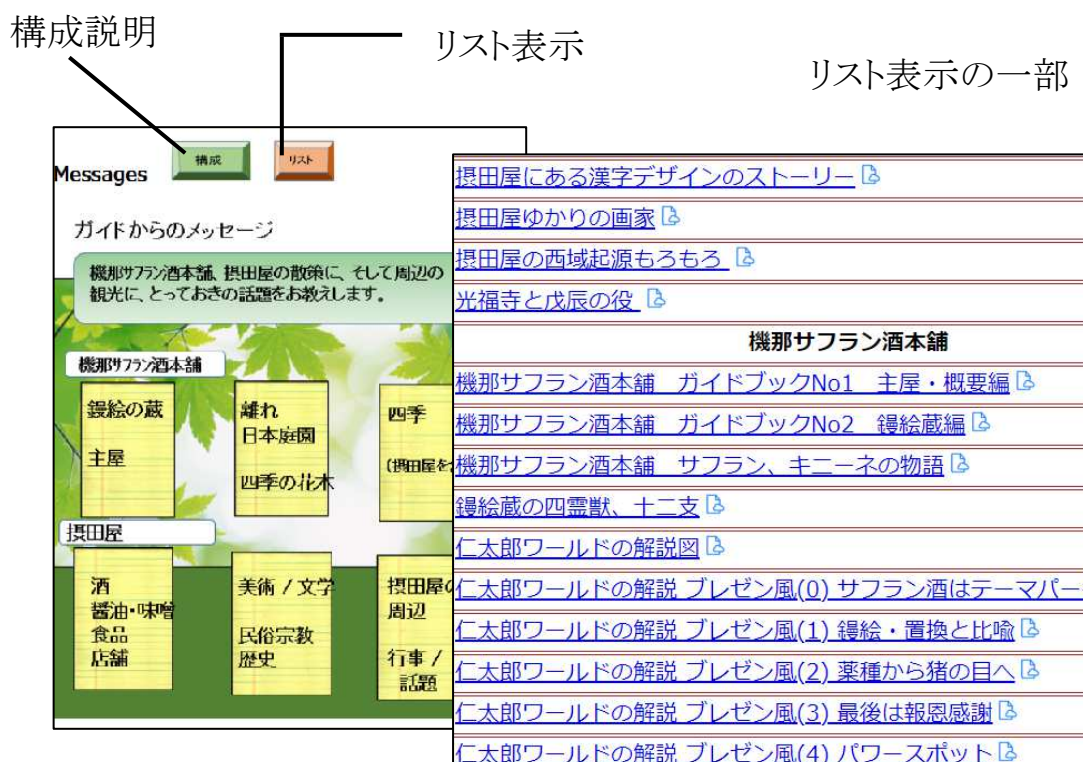 構成説明
リスト表示
リスト表示の一部
構成
リスト
Messages
ガイドからのメッセージ
機那サフラン酒本舗、摂田屋の散策に、そして周辺の
観光に、とっておきの話題をお教えします。
機那サフラン酒本舗
鏝絵の蔵
主屋
離れ
日本庭園
四季の花木
四季
(摂田屋を
摂田屋
酒
醤油・味噌
食品
店舗
美術 / 文学
民俗宗教
歴史
摂田屋の
周辺
行事 /
話題
摂田屋にある漢字デザインのストーリー
摂田屋ゆかりの画家
摂田屋の西域起源もろもろ
光福寺と戊辰の役
機那サフラン酒本舗
機那サフラン酒本舗 ガイドブックNo1 主屋・概要編
機那サフラン酒本舗 ガイドブックNo2 鏝絵蔵編
機那サフラン酒本舗 サフラン、キニーネの物語
鏝絵蔵の四霊獣、十二支
仁太郎ワールドの解説図
仁太郎ワールドの解説 プレゼン風(0) サフラン酒はテーマパー
仁太郎ワールドの解説 プレゼン風(1) 鏝絵・置換と比喩
仁太郎ワールドの解説 プレゼン風(2) 薬種から猪の目へ
仁太郎ワールドの解説 プレゼン風(3) 最後は報恩感謝
仁太郎ワールドの解説 プレゼン風(4) パワースポット